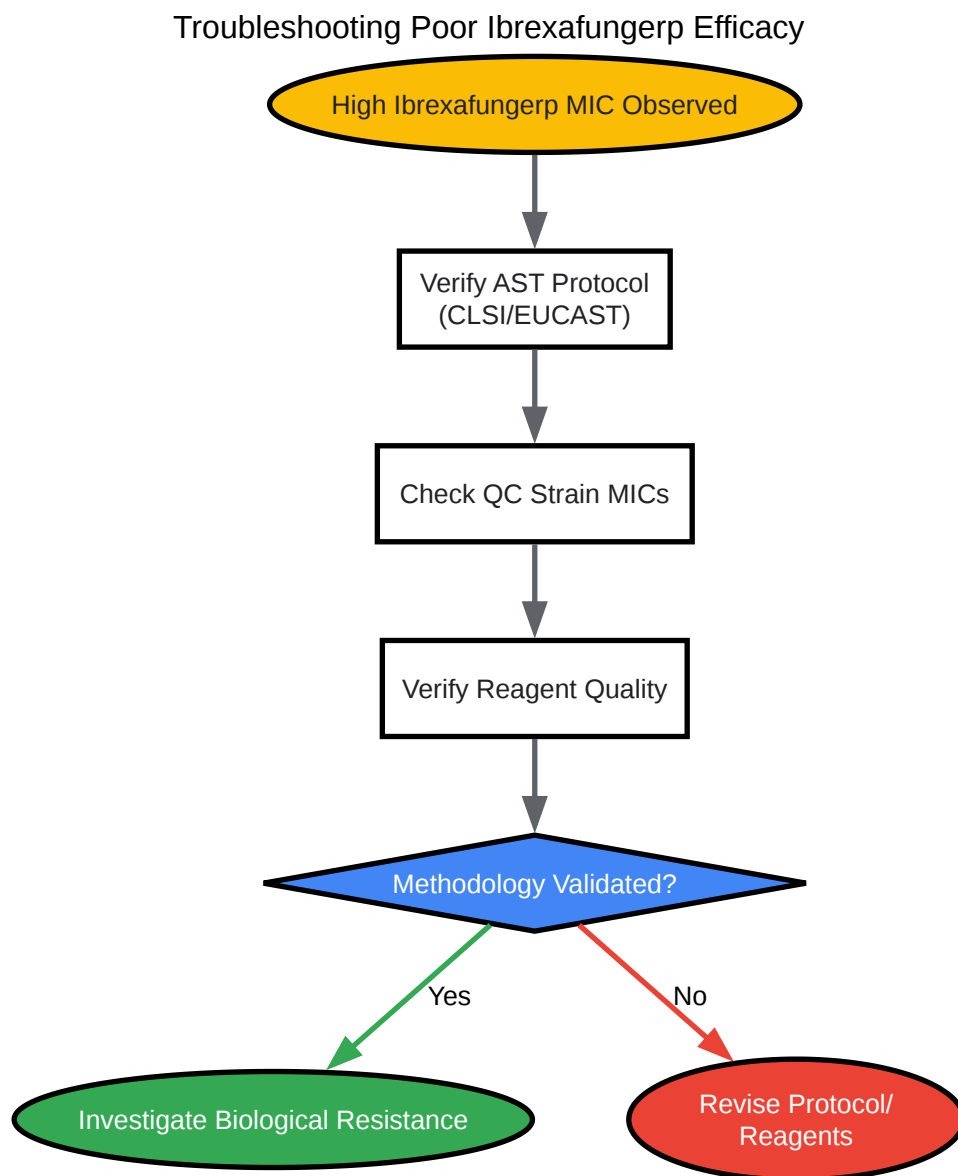 Troubleshooting Poor Ibrexafungerp Efficacy
High Ibrexafungerp MIC Observed
Verify AST Protocol
(CLSI/EUCAST)
Check QC Strain MICs
Verify Reagent Quality
Methodology Validated?
Yes
No
Investigate Biological Resistance
Revise Protocol/
Reagents